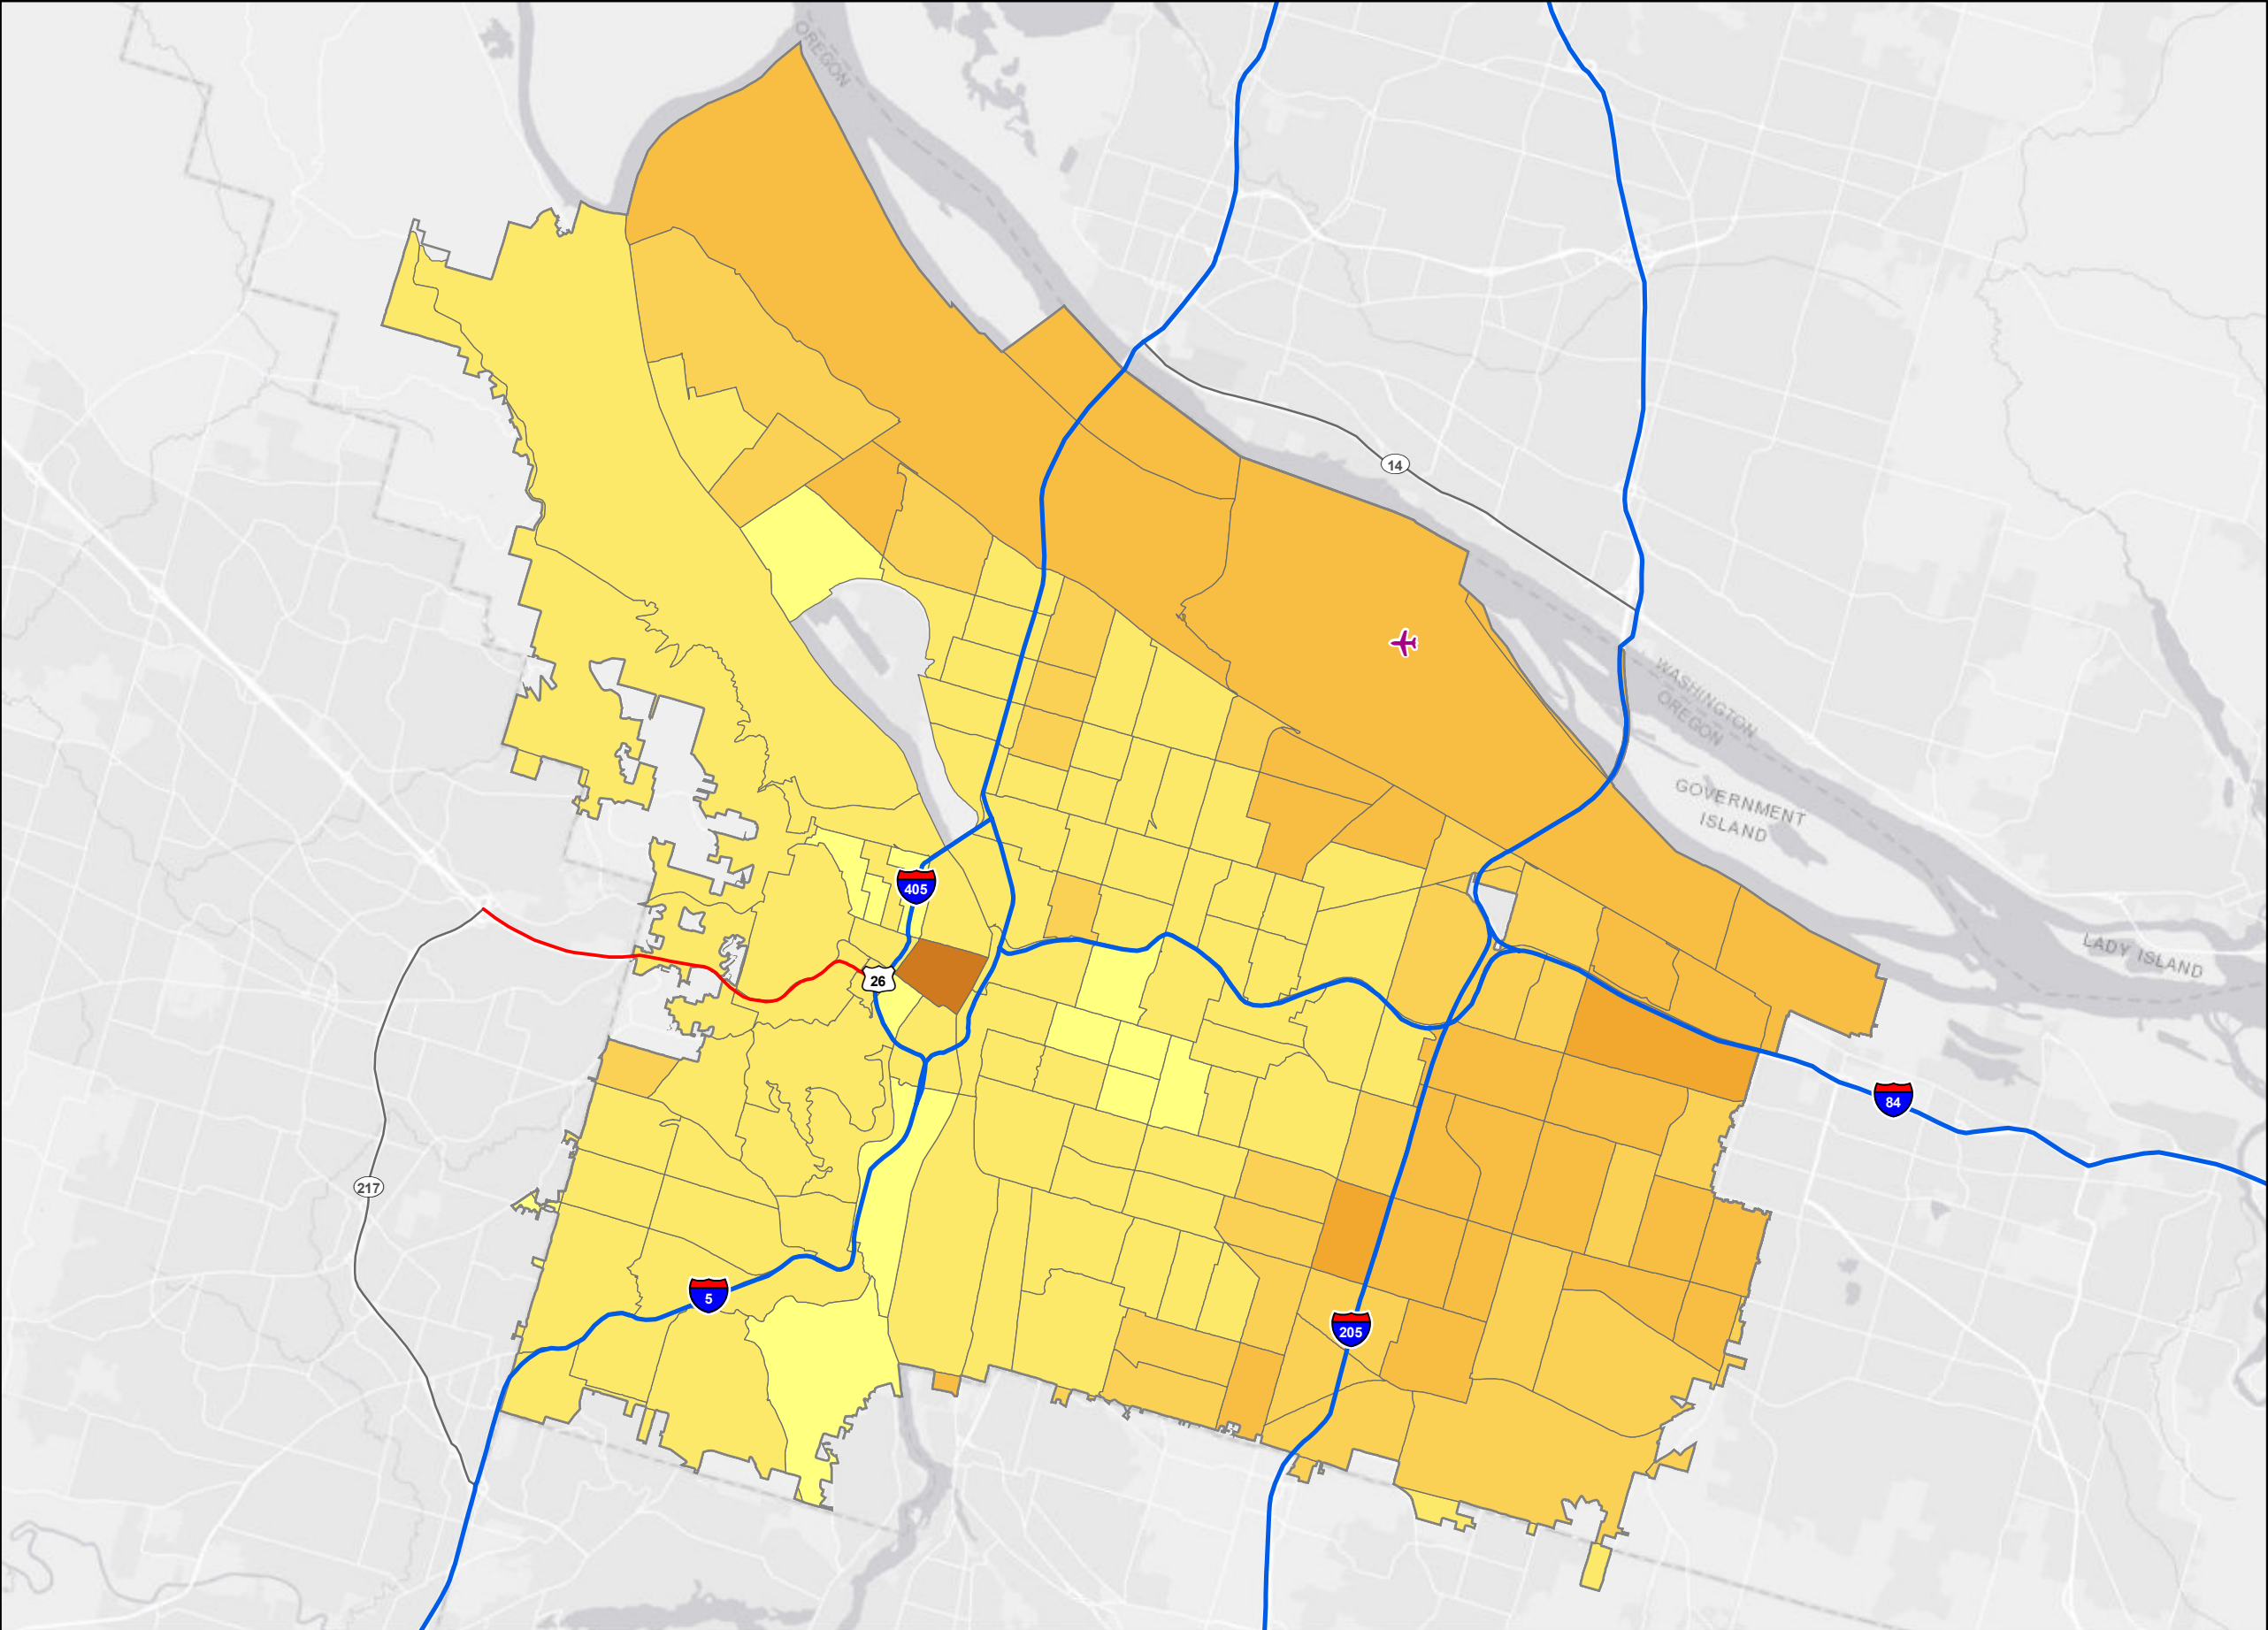 OREGON
14
WASHINGTON
OREGON
GOVERNMENT
ISLAND
405
LADY ISLAND
26
84
217
5
205